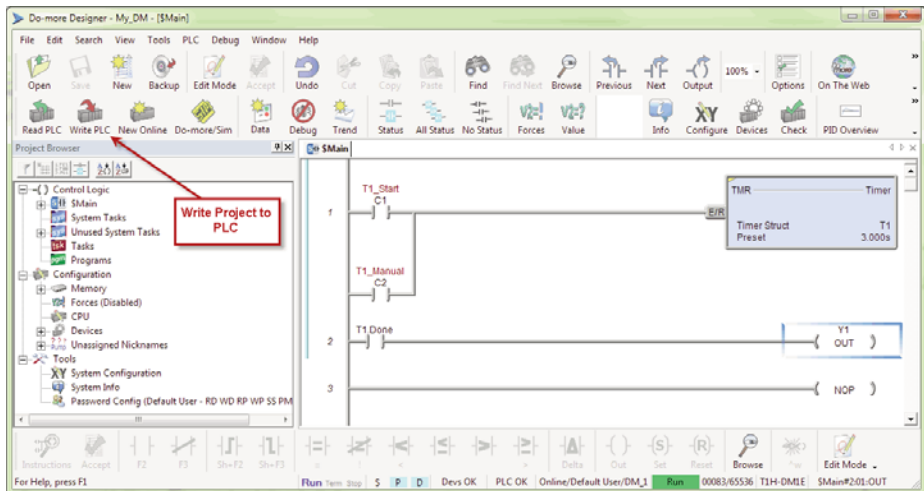 Do-more Designer - My_DM - [$Main]
File Edit Search View Tools PLC Debug Window Help
Open Save New Backup Edit Mode Accept Undo Cut Copy Paste Find Find Next Browse Previous Next Output 100% Options On The Web
Read PLC Write PLC New Online Do-more/Sim Data Debug Trend Status All Status No Status Forces Value Info Configure Devices Check PID Overview
Project Browser
$Main
Control Logic
$Main
System Tasks
Unused System Tasks
Tasks
Programs
Configuration
Memory
Forces (Disabled)
CPU
Devices
Unassigned Nicknames
Tools
System Configuration
System Info
Password Config (Default User - RD WD RP WP SS PM
Write Project to
PLC
1
T1_Start
C1
E/R
TMR Timer
Timer Struct T1
Preset 3.000s
T1_Manual
C2
2
T1.Done
Y1
OUT
3
NOP
Instructions Accept F2 F3 Sh-F2 Sh-F3 = < > Delta Out Set Reset Browse ^w Edit Mode
For Help, press F1 Run Term Stop $ P D Devs OK PLC OK Online/Default User/DM_1 Run 00083/65536 T1H-DM1E $Main#2:01:OUT